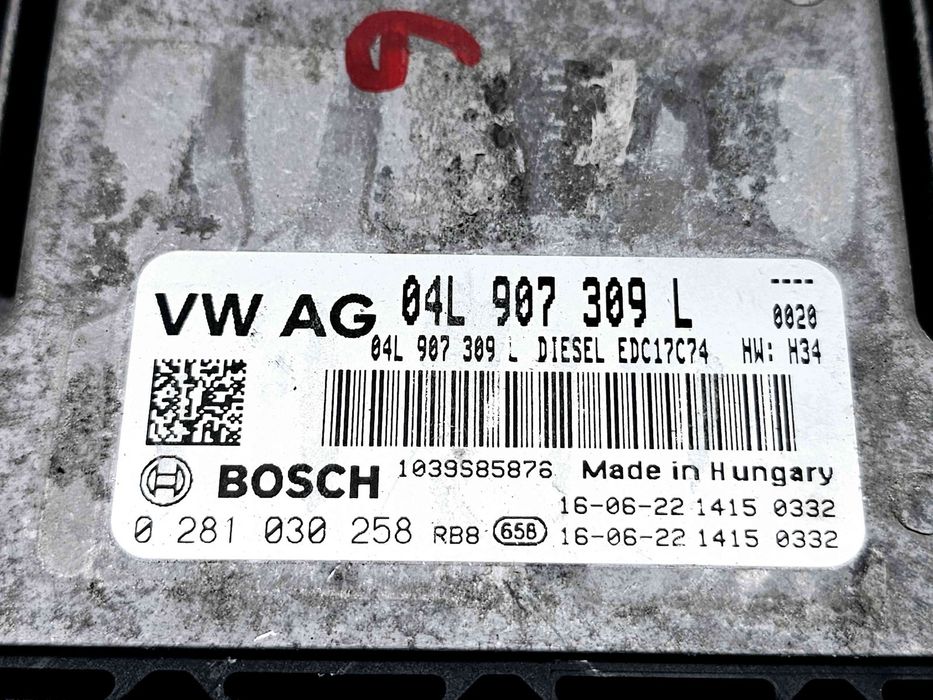 6
VW AG 04L 907 309 L ----
0020
04L 907 309 L DIESEL EDC17C74 HW: H34
BOSCH 1039S85876 Made in Hungary
16-06-22 1415 0332
0 281 030 258 RB8 658 16-06-22 1415 0332